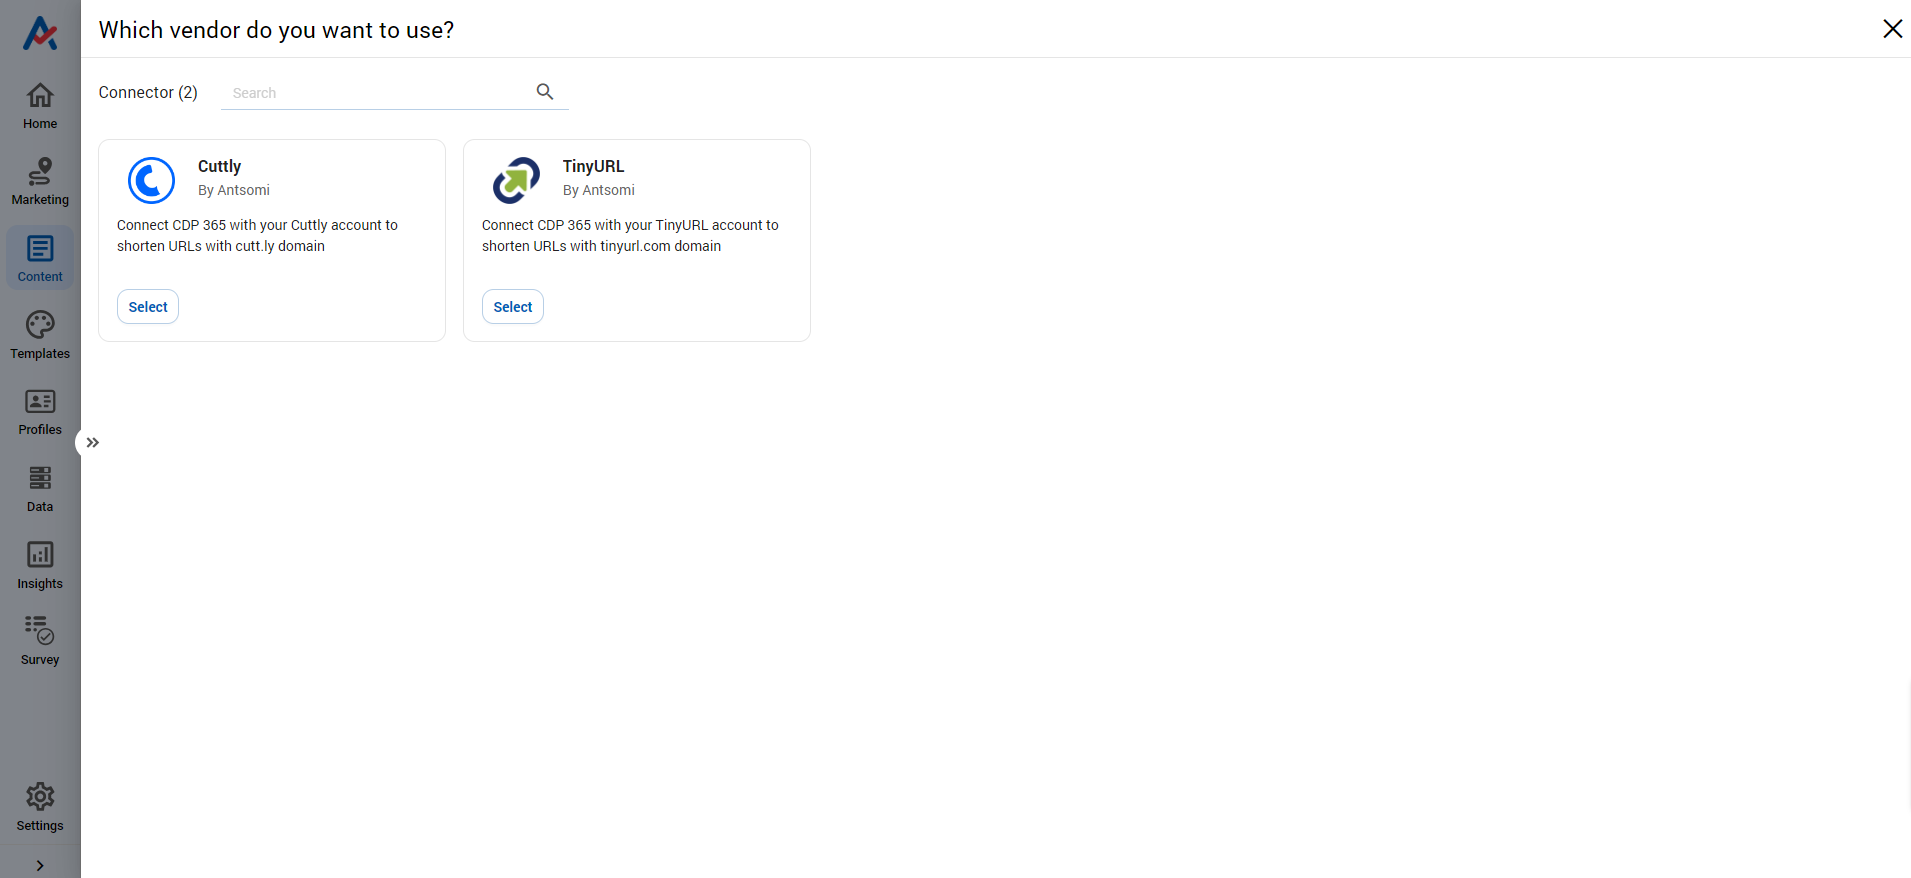 Which vendor do you want to use?
Connector (2)
Search
Home
Marketing
Content
Templates
Profiles
Data
Insights
Survey
Settings
Cuttly
By Antsomi
Connect CDP 365 with your Cuttly account to
shorten URLs with cutt.ly domain
Select
TinyURL
By Antsomi
Connect CDP 365 with your TinyURL account to
shorten URLs with tinyurl.com domain
Select